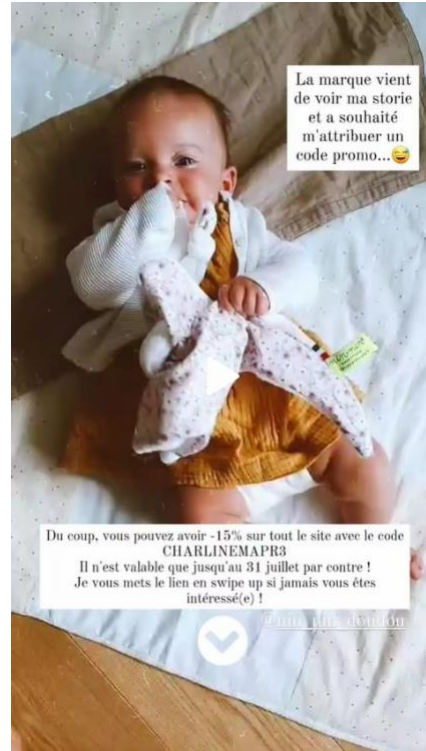 La marque vient
de voir ma storie
et a souhaité
m'attribuer un
code promo...😅
Du coup, vous pouvez avoir -15% sur tout le site avec le code
CHARLINEMAPR3
Il n'est valable que jusqu'au 31 juillet par contre !
Je vous mets le lien en swipe up si jamais vous êtes
intéressé(e) !